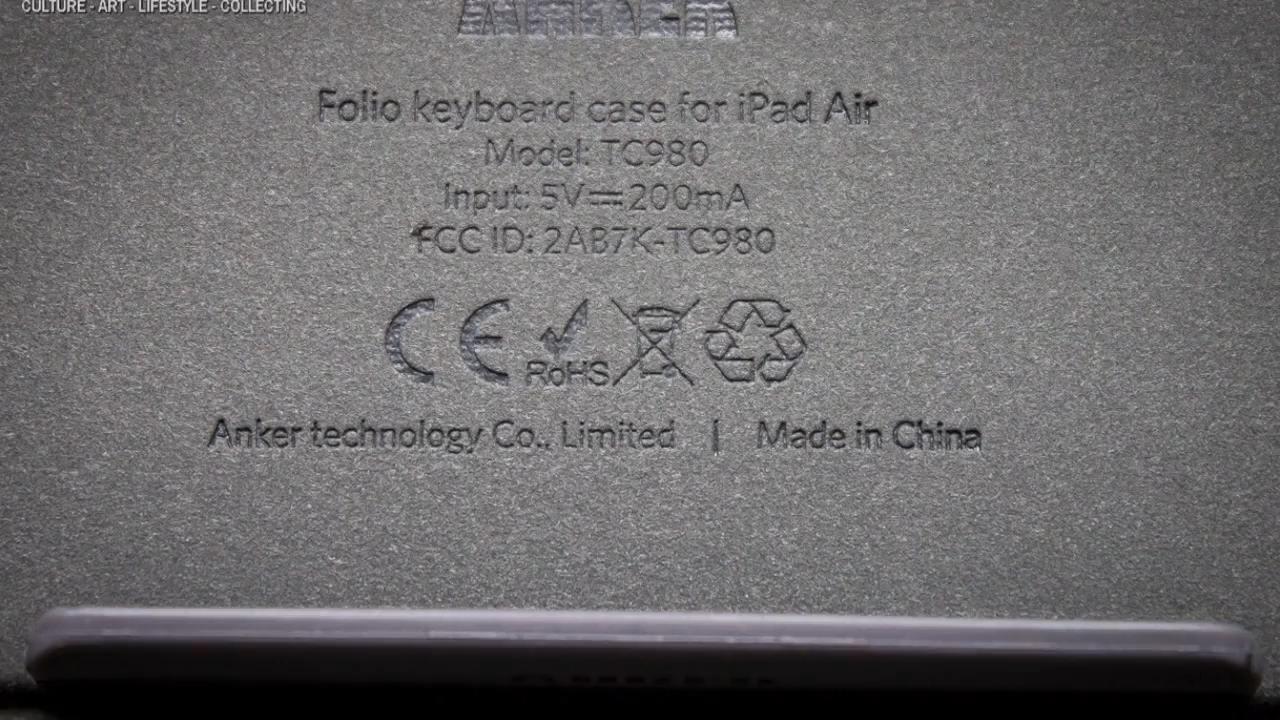 CULTURE - ART - LIFESTYLE - COLLECTING
ANKER
Folio keyboard case for iPad Air
Model: TC980
Input: 5V⎓200mA
FCC ID: 2AB7K-TC980
CE RoHS
Anker technology Co., Limited | Made in China